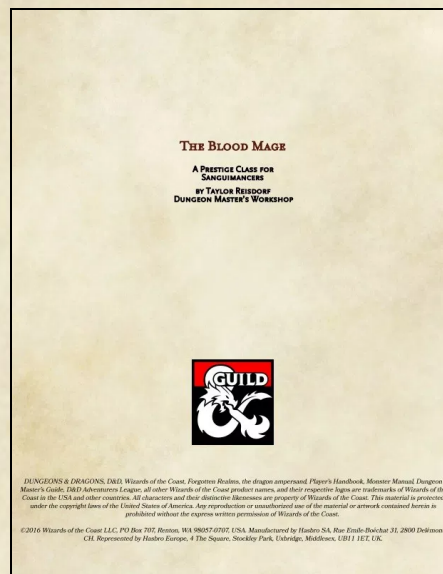 THE BLOOD MAGE
A PRESTIGE CLASS FOR
SANGUIMANCERS
BY TAYLOR REISDORF
DUNGEON MASTER'S WORKSHOP
GUILD
DUNGEONS & DRAGONS, D&D, Wizards of the Coast, Forgotten Realms, the dragon ampersand, Player's Handbook, Monster Manual, Dungeon
Master's Guide, D&D Adventurers League, all other Wizards of the Coast product names, and their respective logos are trademarks of Wizards of the
Coast in the USA and other countries. All characters and their distinctive likenesses are property of Wizards of the Coast. This material is protected
under the copyright laws of the United States of America. Any reproduction or unauthorized use of the material or artwork contained herein is
prohibited without the express written permission of Wizards of the Coast.
©2016 Wizards of the Coast LLC, PO Box 707, Renton, WA 98057-0707, USA. Manufactured by Hasbro SA, Rue Emile-Boéchat 31, 2800 Delémont,
CH. Represented by Hasbro Europe, 4 The Square, Stockley Park, Uxbridge, Middlesex, UB11 1ET, UK.